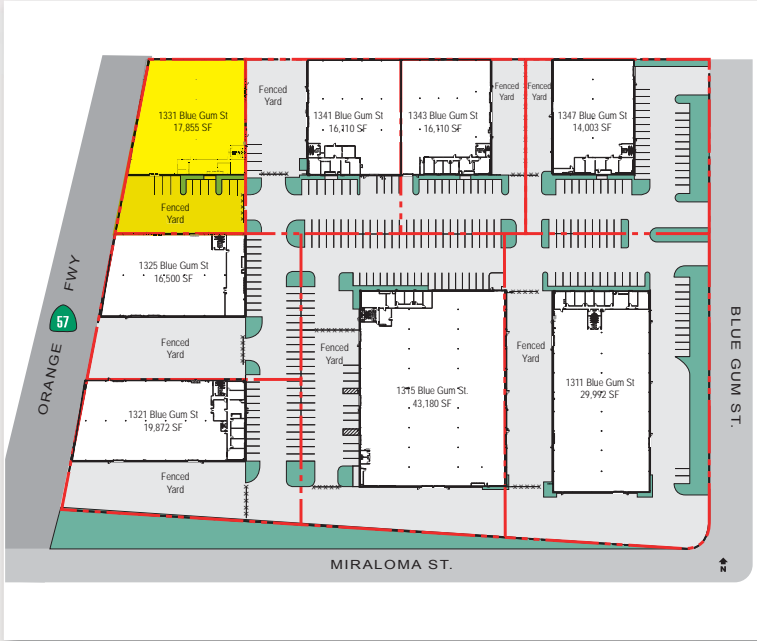 1331 Blue Gum St
17,855 SF
Fenced
Yard
Fenced
Yard
1341 Blue Gum St
16,110 SF
1343 Blue Gum St
16,110 SF
Fenced
Yard
Fenced
Yard
1347 Blue Gum St
14,003 SF
1325 Blue Gum St
16,500 SF
Fenced
Yard
1321 Blue Gum St
19,872 SF
Fenced
Yard
Fenced
Yard
1315 Blue Gum St.
43,180 SF
Fenced
Yard
1311 Blue Gum St
29,992 SF
ORANGE FWY
57
BLUE GUM ST.
MIRALOMA ST.
N